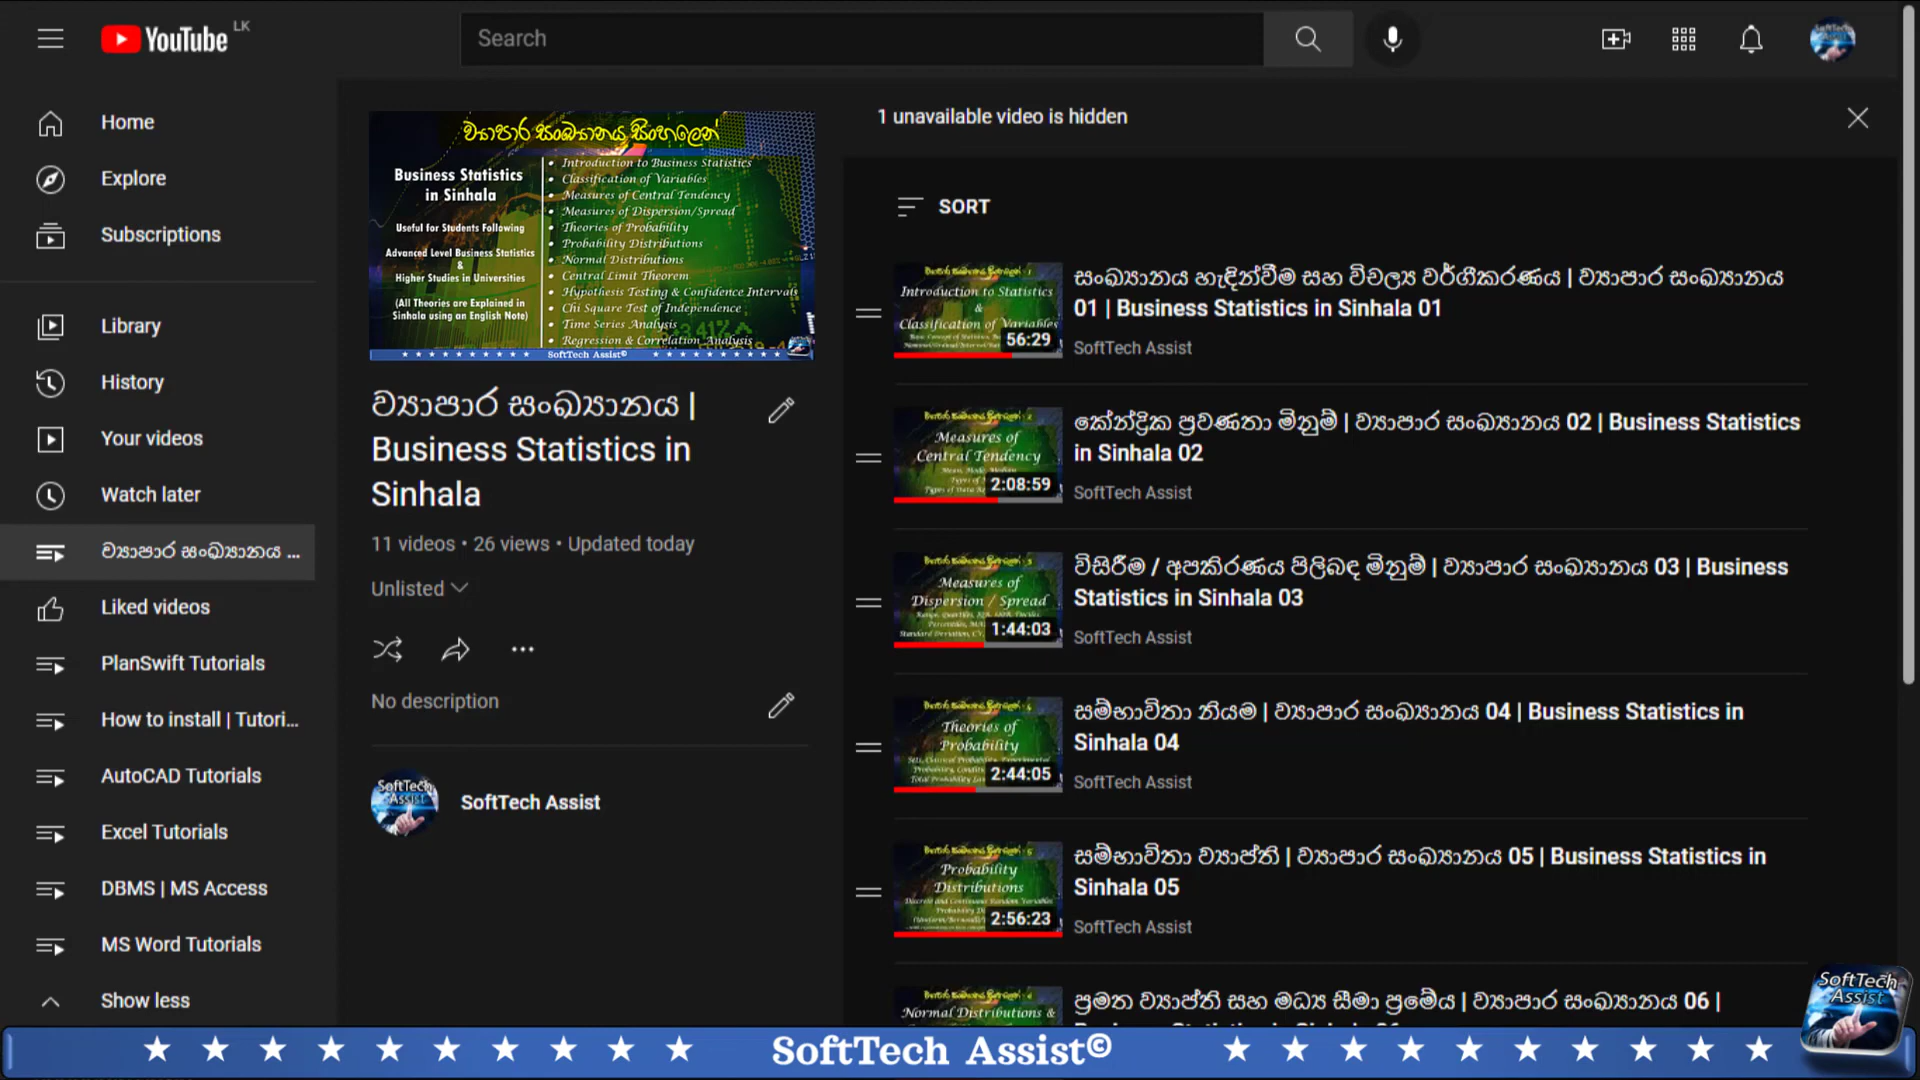 YouTube LK
Search
Home
Explore
Subscriptions
Library
History
Your videos
Watch later
ව්‍යාපාර සංඛ්‍යානය ...
Liked videos
PlanSwift Tutorials
How to install | Tutori...
AutoCAD Tutorials
Excel Tutorials
DBMS | MS Access
MS Word Tutorials
Show less
ව්‍යාපාර සංඛ්‍යානය සිංහලෙන්
Business Statistics
in Sinhala
Useful for Students Following
Advanced Level Business Statistics
&
Higher Studies in Universities
(All Theories are Explained in
Sinhala using an English Note)
• Introduction to Business Statistics
• Classification of Variables
• Measures of Central Tendency
• Measures of Dispersion/Spread
• Theories of Probability
• Probability Distributions
• Normal Distributions
• Central Limit Theorem
• Hypothesis Testing & Confidence Intervals
• Chi Square Test of Independence
• Time Series Analysis
• Regression & Correlation Analysis
SoftTech Assist©
ව්‍යාපාර සංඛ්‍යානය |
Business Statistics in
Sinhala
11 videos • 26 views • Updated today
Unlisted
No description
SoftTech Assist
SoftTech Assist
1 unavailable video is hidden
SORT
Introduction to Statistics
&
Classification of Variables
56:29
සංඛ්‍යානය හැඳින්වීම සහ විචල්‍ය වර්ගීකරණය | ව්‍යාපාර සංඛ්‍යානය
01 | Business Statistics in Sinhala 01
SoftTech Assist
Measures of
Central Tendency
2:08:59
කේන්ද්‍රික ප්‍රවණතා මිනුම් | ව්‍යාපාර සංඛ්‍යානය 02 | Business Statistics
in Sinhala 02
SoftTech Assist
Measures of
Dispersion / Spread
1:44:03
විසිරීම / අපකිරණය පිලිබඳ මිනුම් | ව්‍යාපාර සංඛ්‍යානය 03 | Business
Statistics in Sinhala 03
SoftTech Assist
Theories of
Probability
2:44:05
සම්භාවිතා නියම | ව්‍යාපාර සංඛ්‍යානය 04 | Business Statistics in
Sinhala 04
SoftTech Assist
Probability
Distributions
2:56:23
සම්භාවිතා ව්‍යාප්ති | ව්‍යාපාර සංඛ්‍යානය 05 | Business Statistics in
Sinhala 05
SoftTech Assist
Normal Distributions &
ප්‍රමත ව්‍යාප්ති සහ මධ්‍ය සීමා ප්‍රමේය | ව්‍යාපාර සංඛ්‍යානය 06 |
SoftTech Assist©
SoftTech
Assist